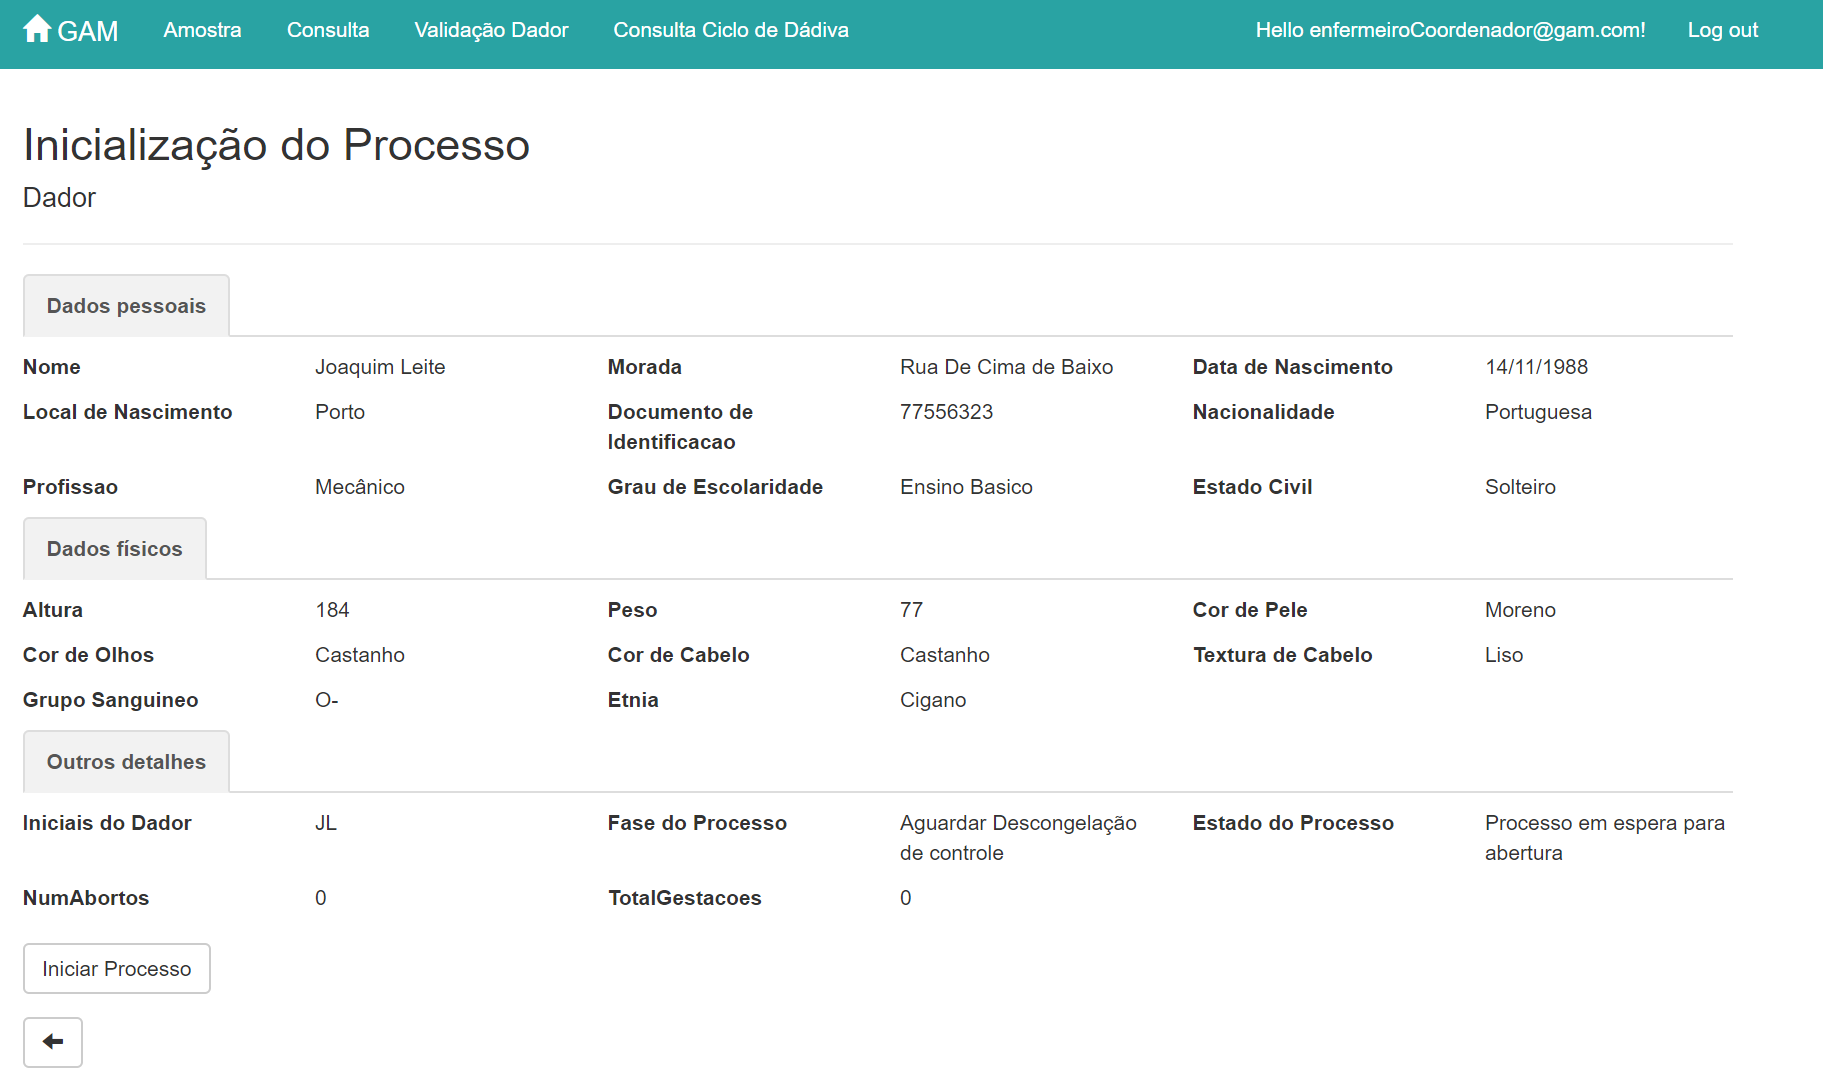 GAM Amostra Consulta Validação Dador Consulta Ciclo de Dádiva Hello enfermeiroCoordenador@gam.com! Log out
Inicialização do Processo
Dador
Dados pessoais
Nome Joaquim Leite Morada Rua De Cima de Baixo Data de Nascimento 14/11/1988
Local de Nascimento Porto Documento de 77556323 Nacionalidade Portuguesa
Identificacao
Profissao Mecânico Grau de Escolaridade Ensino Basico Estado Civil Solteiro
Dados físicos
Altura 184 Peso 77 Cor de Pele Moreno
Cor de Olhos Castanho Cor de Cabelo Castanho Textura de Cabelo Liso
Grupo Sanguineo O- Etnia Cigano
Outros detalhes
Iniciais do Dador JL Fase do Processo Aguardar Descongelação Estado do Processo Processo em espera para
de controle abertura
NumAbortos 0 TotalGestacoes 0
Iniciar Processo